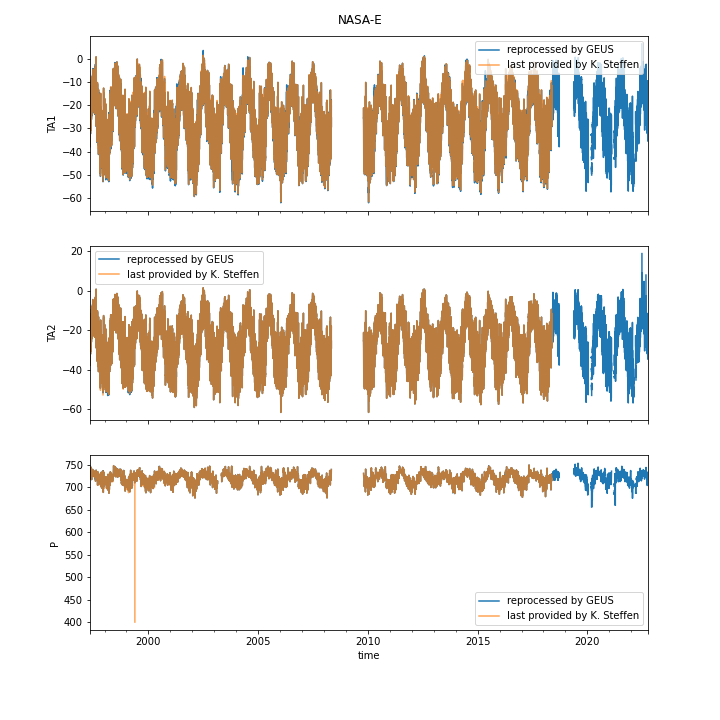 NASA-E
reprocessed by GEUS
last provided by K. Steffen
0
−10
−20
−30
−40
−50
−60
TA1
reprocessed by GEUS
last provided by K. Steffen
20
0
−20
−40
−60
TA2
750
700
650
600
550
500
450
400
P
reprocessed by GEUS
last provided by K. Steffen
2000 2005 2010 2015 2020
time